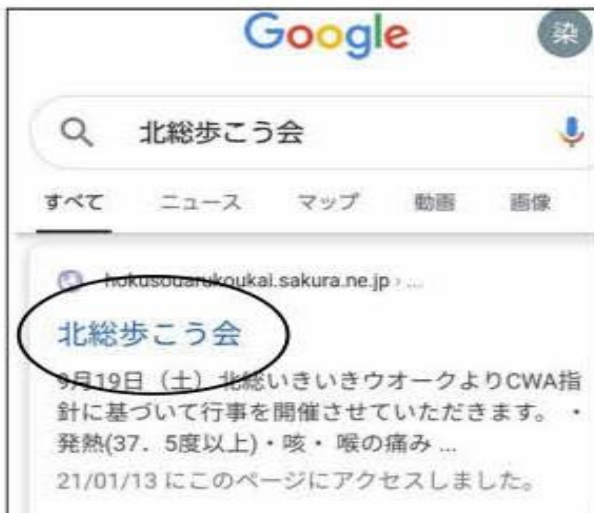 Google
染
北総歩こう会
すべて ニュース マップ 動画 画像
hokusouarukoukai.sakura.ne.jp › ...
北総歩こう会
9月19日（土）北総いきいきウオークよりCWA指
針に基づいて行事を開催させていただきます。 ・
発熱(37．5度以上)・咳・ 喉の痛み ...
21/01/13 にこのページにアクセスしました。